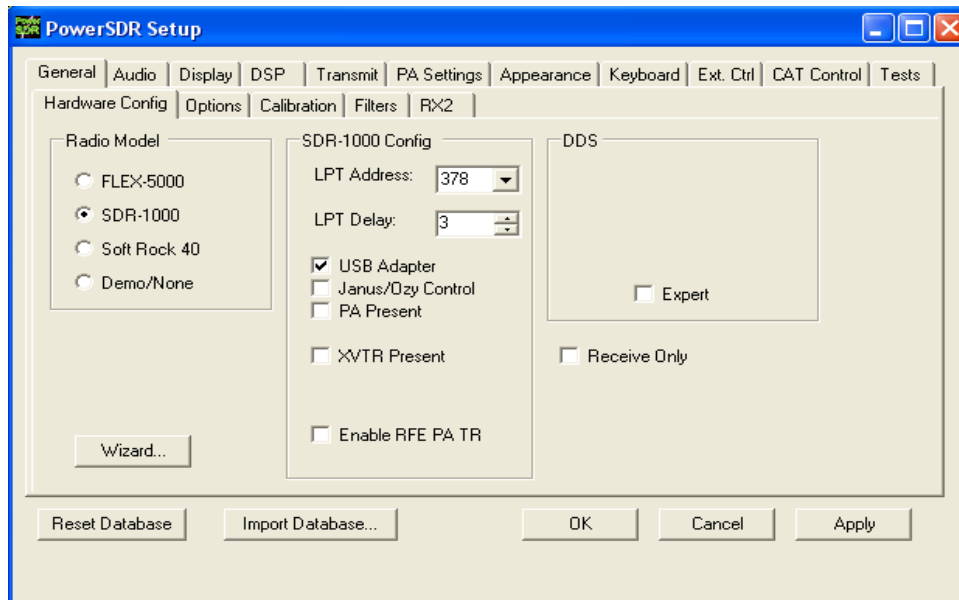 Power SDR PowerSDR Setup
General Audio Display DSP Transmit PA Settings Appearance Keyboard Ext. Ctrl CAT Control Tests
Hardware Config Options Calibration Filters RX2
Radio Model
FLEX-5000
SDR-1000
Soft Rock 40
Demo/None
Wizard...
SDR-1000 Config
LPT Address: 378
LPT Delay: 3
USB Adapter
Janus/Ozy Control
PA Present
XVTR Present
Enable RFE PA TR
DDS
Expert
Receive Only
Reset Database Import Database... OK Cancel Apply